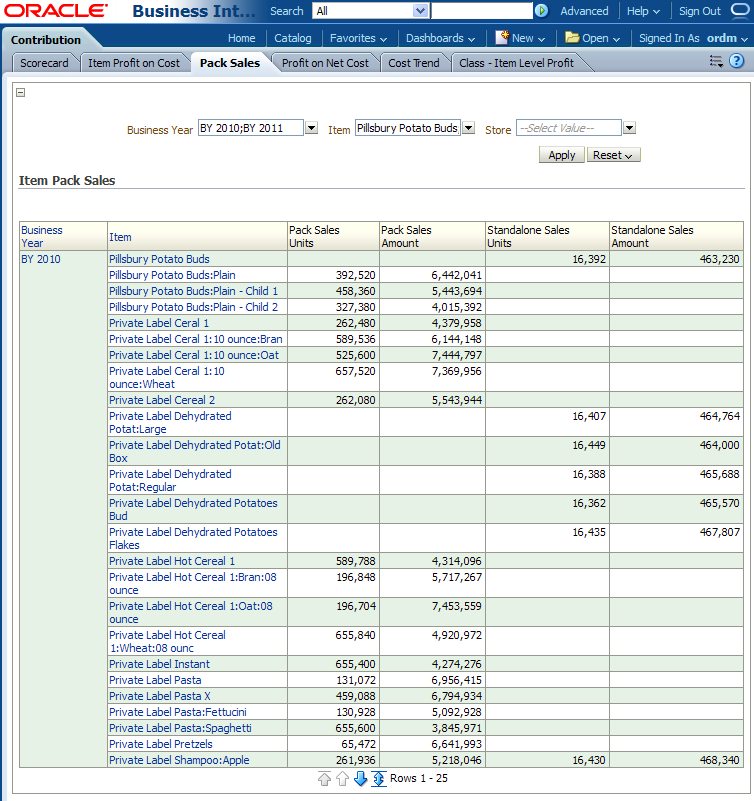 ORACLE Business Int... Search All Advanced Help Sign Out
Contribution Home Catalog Favorites Dashboards New Open Signed In As ordm
Scorecard Item Profit on Cost Pack Sales Profit on Net Cost Cost Trend Class - Item Level Profit
Business Year BY 2010;BY 2011 Item Pillsbury Potato Buds Store --Select Value--
Apply Reset
Item Pack Sales
Business Year Item Pack Sales Units Pack Sales Amount Standalone Sales Units Standalone Sales Amount
BY 2010 Pillsbury Potato Buds 16,392 463,230
Pillsbury Potato Buds:Plain 392,520 6,442,041
Pillsbury Potato Buds:Plain - Child 1 458,360 5,443,694
Pillsbury Potato Buds:Plain - Child 2 327,380 4,015,392
Private Label Ceral 1 262,480 4,379,958
Private Label Ceral 1:10 ounce:Bran 589,536 6,144,148
Private Label Ceral 1:10 ounce:Oat 525,600 7,444,797
Private Label Ceral 1:10 657,520 7,369,956
ounce:Wheat
Private Label Cereal 2 262,080 5,543,944
Private Label Dehydrated 16,407 464,764
Potat:Large
Private Label Dehydrated Potat:Old 16,449 464,000
Box
Private Label Dehydrated 16,388 465,688
Potat:Regular
Private Label Dehydrated Potatoes 16,362 465,570
Bud
Private Label Dehydrated Potatoes 16,435 467,807
Flakes
Private Label Hot Cereal 1 589,788 4,314,096
Private Label Hot Cereal 1:Bran:08 196,848 5,717,267
ounce
Private Label Hot Cereal 1:Oat:08 196,704 7,453,559
ounce
Private Label Hot Cereal 655,840 4,920,972
1:Wheat:08 ounc
Private Label Instant 655,400 4,274,276
Private Label Pasta 131,072 6,956,415
Private Label Pasta X 459,088 6,794,934
Private Label Pasta:Fettucini 130,928 5,092,928
Private Label Pasta:Spaghetti 655,600 3,845,971
Private Label Pretzels 65,472 6,641,993
Private Label Shampoo:Apple 261,936 5,218,046 16,430 468,340
Rows 1 - 25